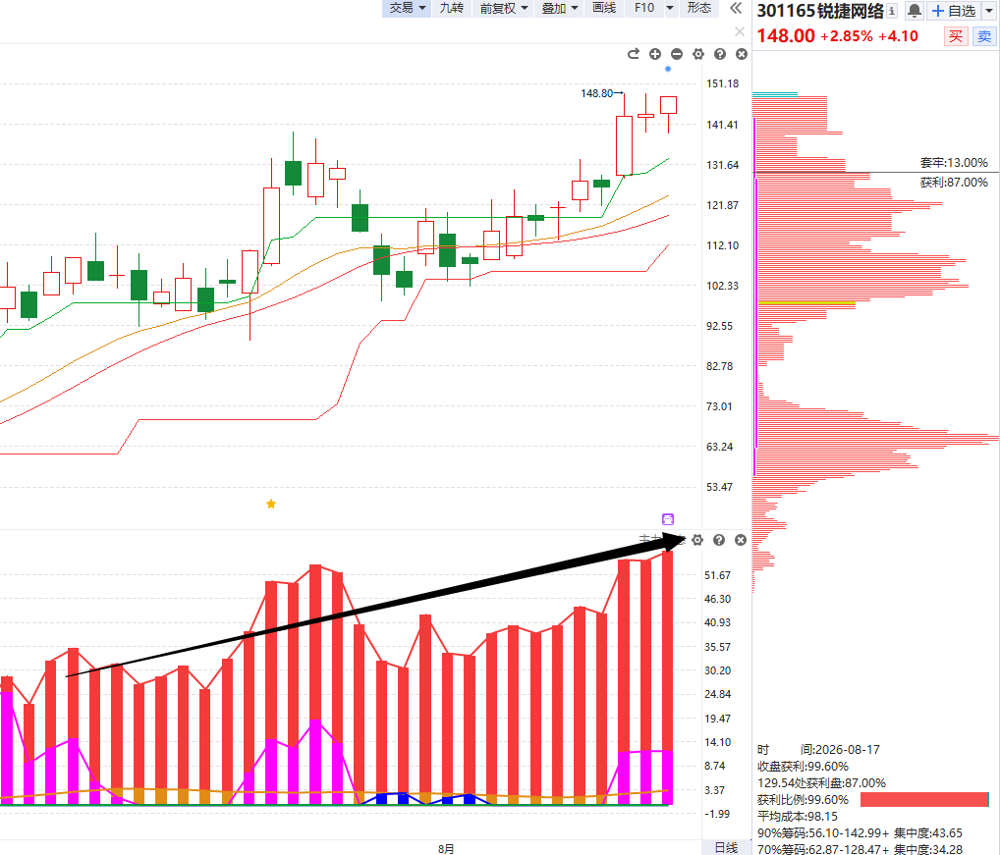 交易 九转 前复权 叠加 画线 F10 形态
301165 锐捷网络
自选
148.00 +2.85% +4.10
买 卖
151.18
148.80
141.41
131.64
121.87
112.10
102.33
92.55
82.78
73.01
63.24
53.47
套牢:13.00%
获利:87.00%
51.67
46.30
40.93
35.57
30.20
24.84
19.47
14.10
8.74
3.37
-1.99
8月
日线
时 间:2026-08-17
收盘获利:99.60%
129.54处获利盘:87.00%
获利比例:99.60%
平均成本:98.15
90%筹码:56.10-142.99+ 集中度:43.65
70%筹码:62.87-128.47+ 集中度:34.28